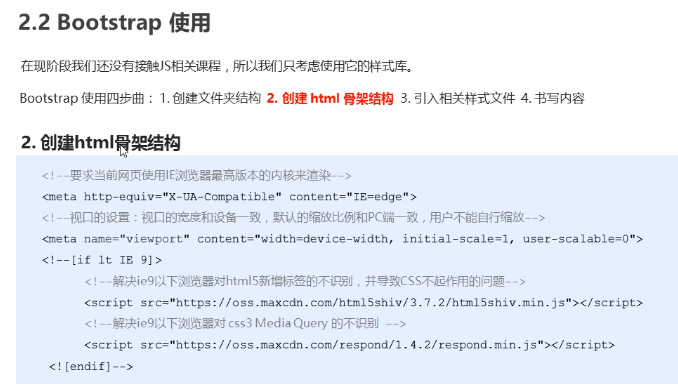 2.2 Bootstrap 使用
在现阶段我们还没有接触JS相关课程，所以我们只考虑使用它的样式库。
Bootstrap 使用四步曲： 1. 创建文件夹结构 2. 创建 html 骨架结构 3. 引入相关样式文件 4. 书写内容
2. 创建html骨架结构
<!--要求当前网页使用IE浏览器最高版本的内核来渲染-->
<meta http-equiv="X-UA-Compatible" content="IE=edge">
<!--视口的设置：视口的宽度和设备一致，默认的缩放比例和PC端一致，用户不能自行缩放-->
<meta name="viewport" content="width=device-width, initial-scale=1, user-scalable=0">
<!--[if lt IE 9]>
<!--解决ie9以下浏览器对html5新增标签的不识别，并导致CSS不起作用的问题-->
<script src="https://oss.maxcdn.com/html5shiv/3.7.2/html5shiv.min.js"></script>
<!--解决ie9以下浏览器对 css3 Media Query 的不识别 -->
<script src="https://oss.maxcdn.com/respond/1.4.2/respond.min.js"></script>
<![endif]-->